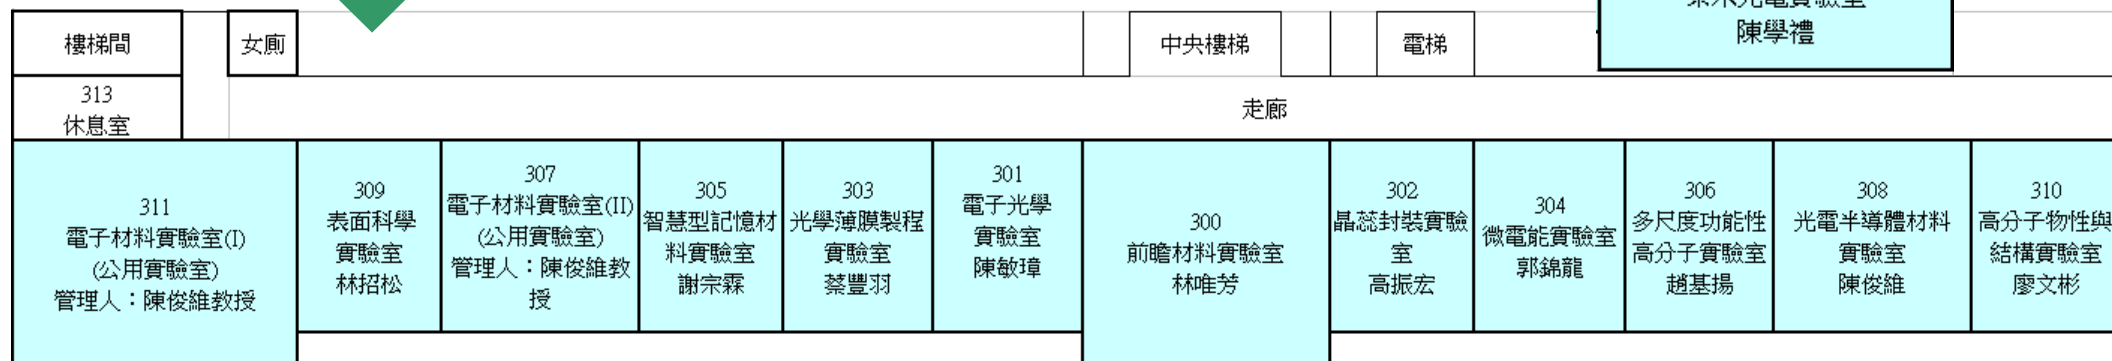 陳學禮
樓梯間
女廁
中央樓梯
電梯
313
休息室
走廊
311
電子材料實驗室(I)
(公用實驗室)
管理人：陳俊維教授
309
表面科學
實驗室
林招松
307
電子材料實驗室(II)
(公用實驗室)
管理人：陳俊維教
授
305
智慧型記憶材
料實驗室
謝宗霖
303
光學薄膜製程
實驗室
蔡豐羽
301
電子光學
實驗室
陳敏璋
300
前瞻材料實驗室
林唯芳
302
晶蕊封裝實驗
室
高振宏
304
微電能實驗室
郭錦龍
306
多尺度功能性
高分子實驗室
趙基揚
308
光電半導體材料
實驗室
陳俊維
310
高分子物性與
結構實驗室
廖文彬